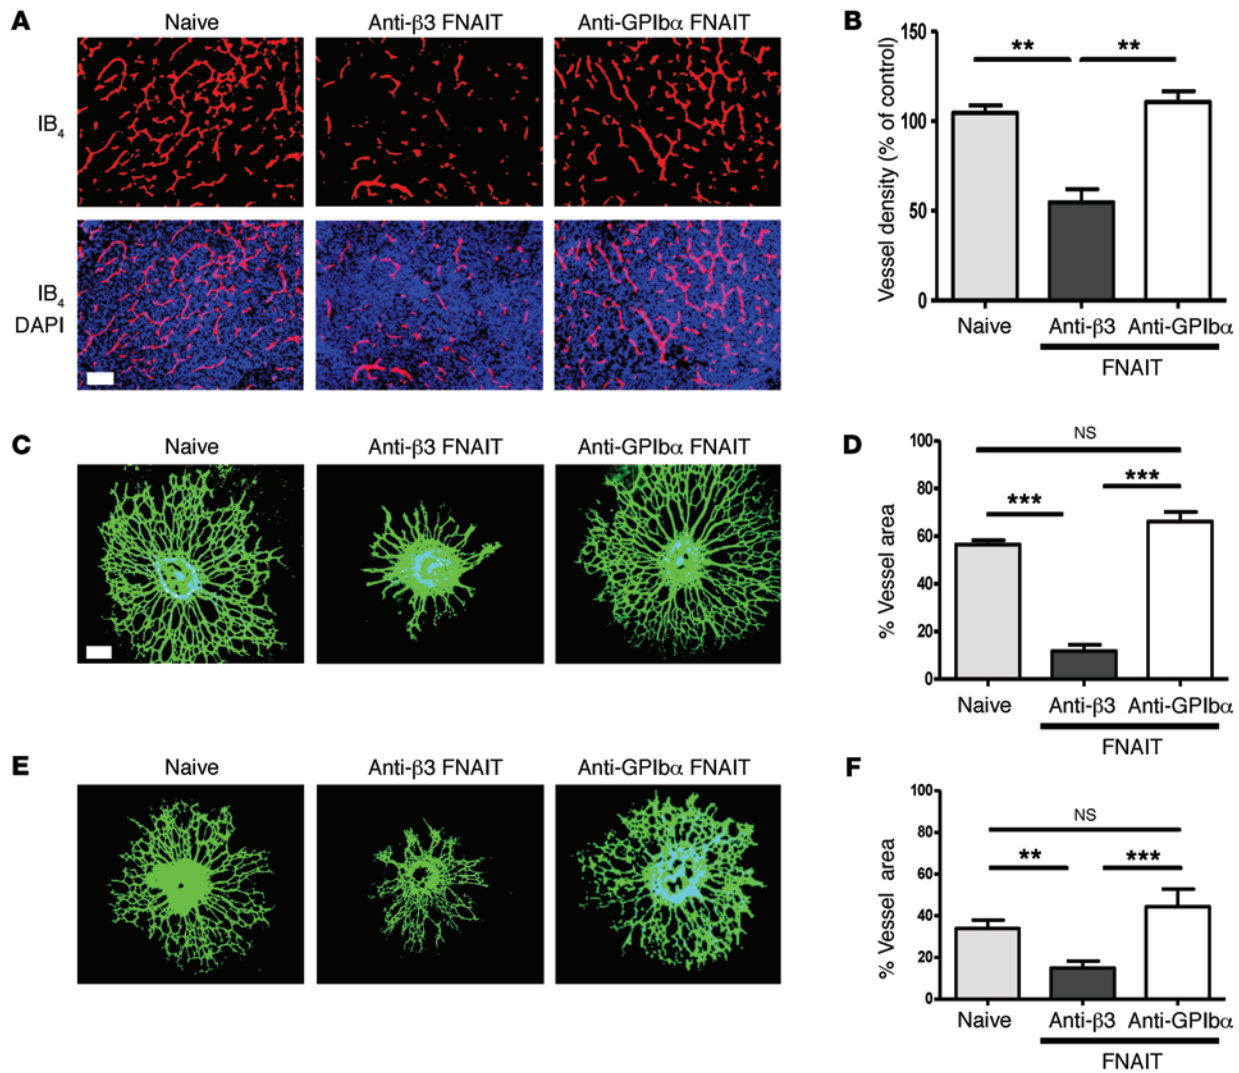 A
Naive
Anti-β3 FNAIT
Anti-GPIbα FNAIT
IB4
IB4
DAPI
B
Vessel density (% of control)
150
100
50
0
**
**
Naive
Anti-β3
Anti-GPIbα
FNAIT
C
Naive
Anti-β3 FNAIT
Anti-GPIbα FNAIT
D
% Vessel area
100
80
60
40
20
0
NS
***
***
Naive
Anti-β3
Anti-GPIbα
FNAIT
E
Naive
Anti-β3 FNAIT
Anti-GPIbα FNAIT
F
% Vessel area
100
80
60
40
20
0
NS
**
***
Naive
Anti-β3
Anti-GPIbα
FNAIT